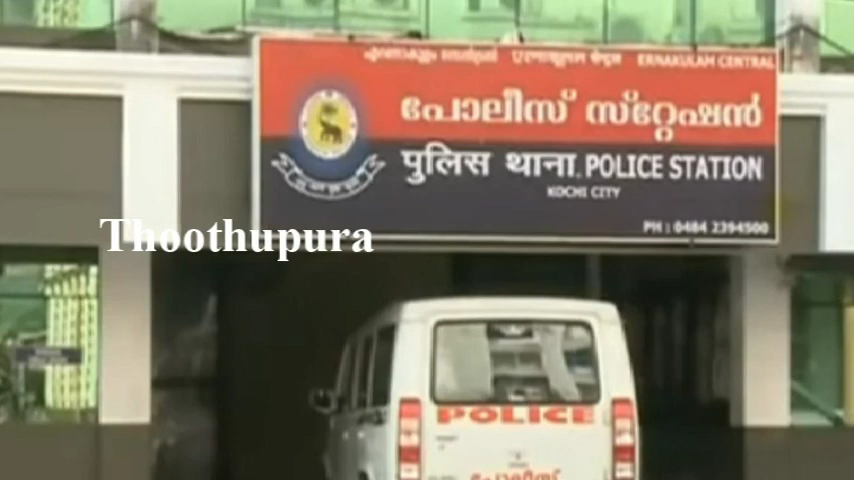 എറണാകുളം സെൻട്രൽ ERNAKULAM CENTRAL
പോലീസ് സ്റ്റേഷൻ
पुलिस थाना. POLICE STATION
KOCHI CITY
PH : 0484 2394500
Thoothupura
POLICE
പോലീസ്